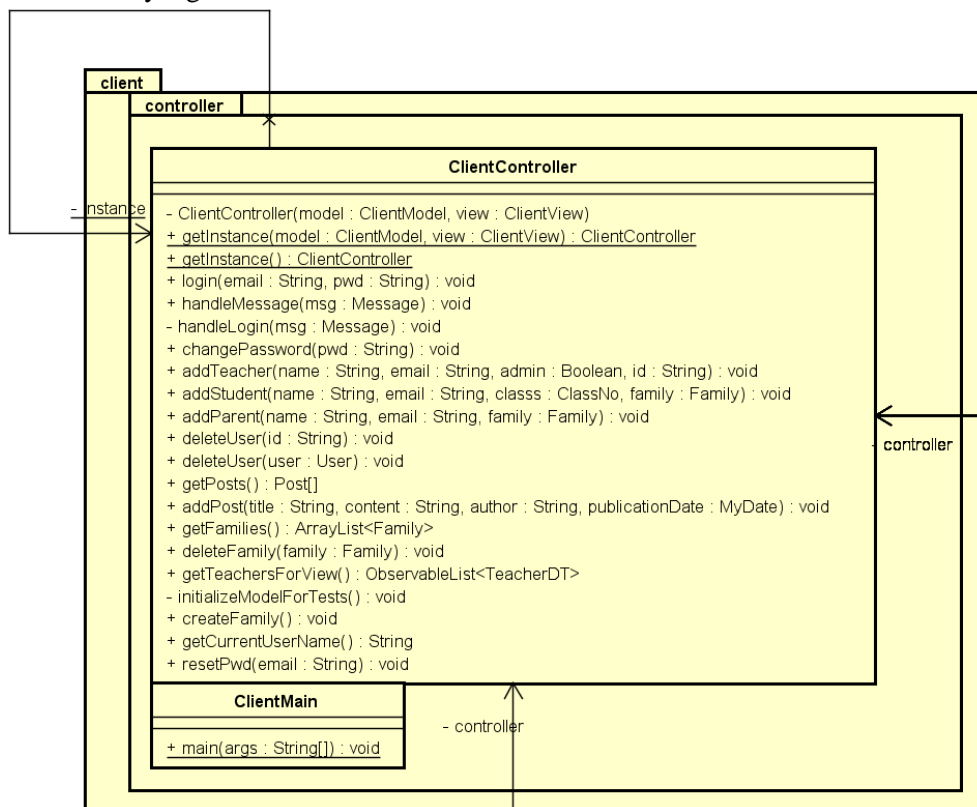 client
controller
ClientController
- instance
- ClientController(model : ClientModel, view : ClientView)
+ getInstance(model : ClientModel, view : ClientView) : ClientController
+ getInstance() : ClientController
+ login(email : String, pwd : String) : void
+ handleMessage(msg : Message) : void
- handleLogin(msg : Message) : void
+ changePassword(pwd : String) : void
+ addTeacher(name : String, email : String, admin : Boolean, id : String) : void
+ addStudent(name : String, email : String, classs : ClassNo, family : Family) : void
+ addParent(name : String, email : String, family : Family) : void
+ deleteUser(id : String) : void
+ deleteUser(user : User) : void
+ getPosts() : Post[]
+ addPost(title : String, content : String, author : String, publicationDate : MyDate) : void
+ getFamilies() : ArrayList<Family>
+ deleteFamily(family : Family) : void
+ getTeachersForView() : ObservableList<TeacherDT>
- initializeModelForTests() : void
+ createFamily() : void
+ getCurrentUserName() : String
+ resetPwd(email : String) : void
- controller
ClientMain
+ main(args : String[]) : void
- controller